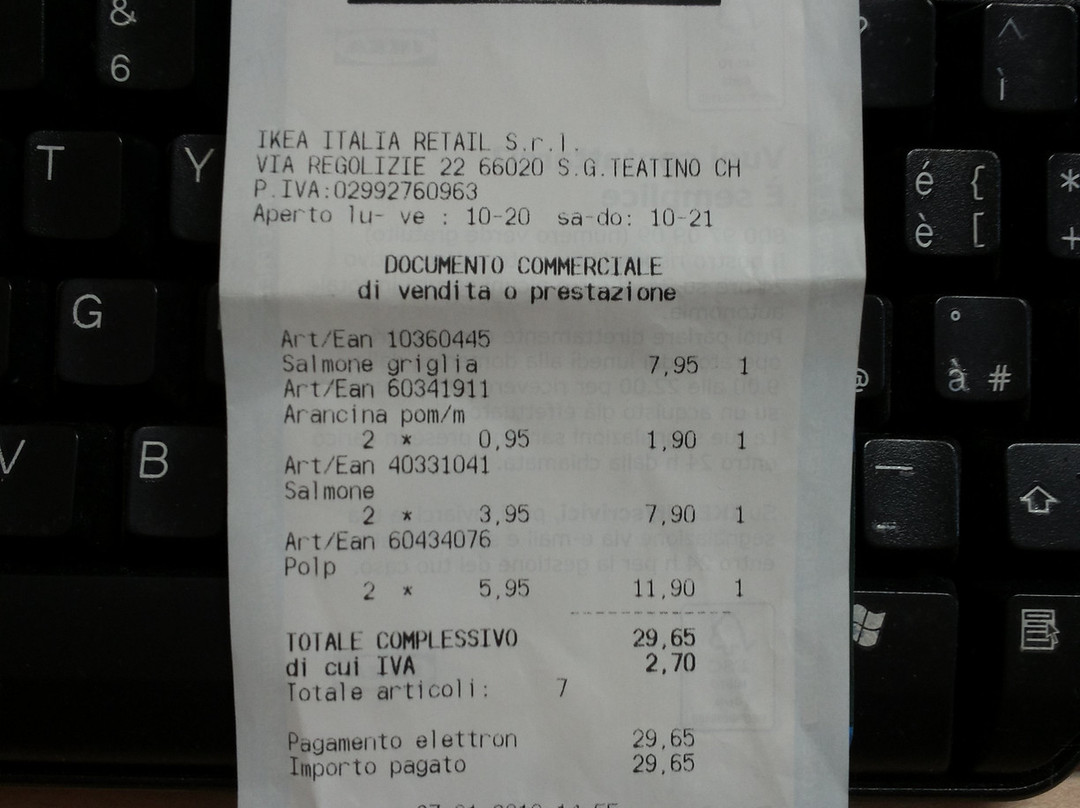 IKEA ITALIA RETAIL S.r.l.
VIA REGOLIZIE 22 66020 S.G.TEATINO CH
P.IVA:02992760963
Aperto lu- ve : 10-20 sa-do: 10-21
DOCUMENTO COMMERCIALE
di vendita o prestazione
Art/Ean 10360445
Salmone griglia 7,95 1
Art/Ean 60341911
Arancina pom/m
2 * 0,95 1,90 1
Art/Ean 40331041
Salmone
2 * 3,95 7,90 1
Art/Ean 60434076
Polp
2 * 5,95 11,90 1
TOTALE COMPLESSIVO 29,65
di cui IVA 2,70
Totale articoli: 7
Pagamento elettron 29,65
Importo pagato 29,65
&
6
T
Y
G
V
B
^
ì
é {
è [
*
+
°
à #
@
—
-